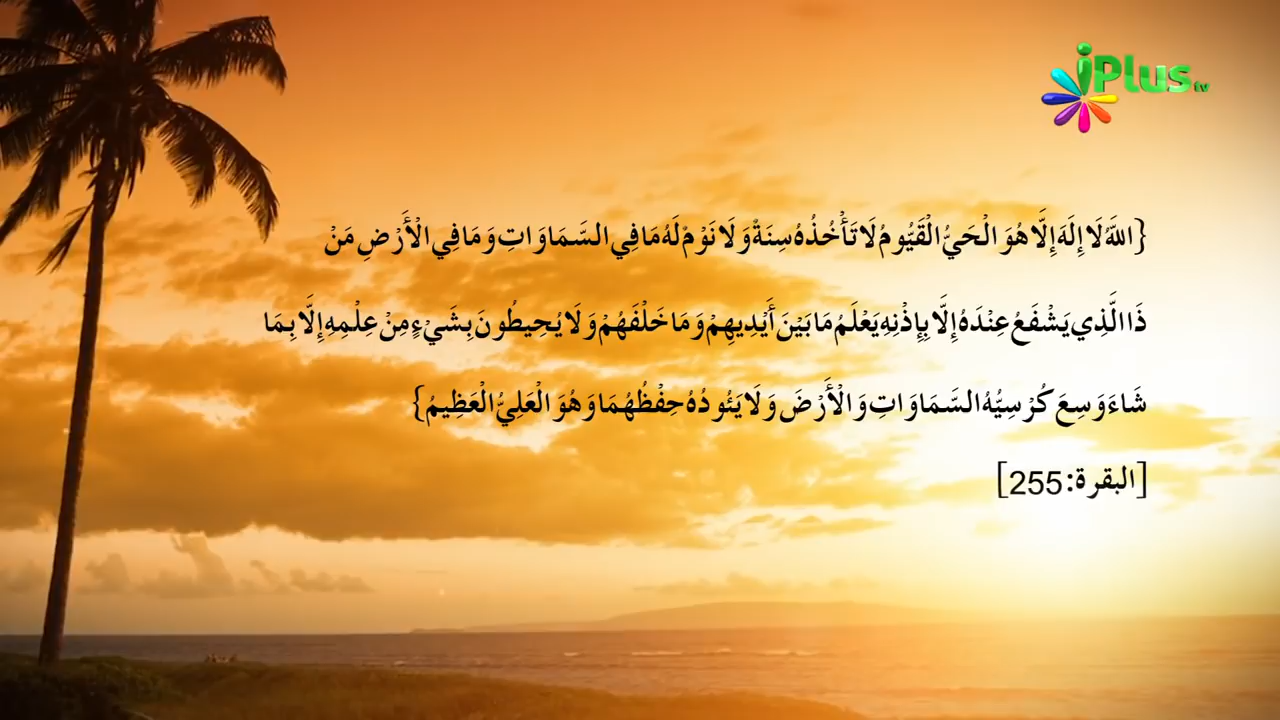 iPlus tv
{اللَّهُ لَا إِلَهَ إِلَّا هُوَ الْحَيُّ الْقَيُّومُ لَا تَأْخُذُهُ سِنَةٌ وَلَا نَوْمٌ لَهُ مَا فِي السَّمَاوَاتِ وَمَا فِي الْأَرْضِ مَنْ
ذَا الَّذِي يَشْفَعُ عِنْدَهُ إِلَّا بِإِذْنِهِ يَعْلَمُ مَا بَيْنَ أَيْدِيهِمْ وَمَا خَلْفَهُمْ وَلَا يُحِيطُونَ بِشَيْءٍ مِنْ عِلْمِهِ إِلَّا بِمَا
شَاءَ وَسِعَ كُرْسِيُّهُ السَّمَاوَاتِ وَالْأَرْضَ وَلَا يَئُودُهُ حِفْظُهُمَا وَهُوَ الْعَلِيُّ الْعَظِيمُ}
[البقرة:255]